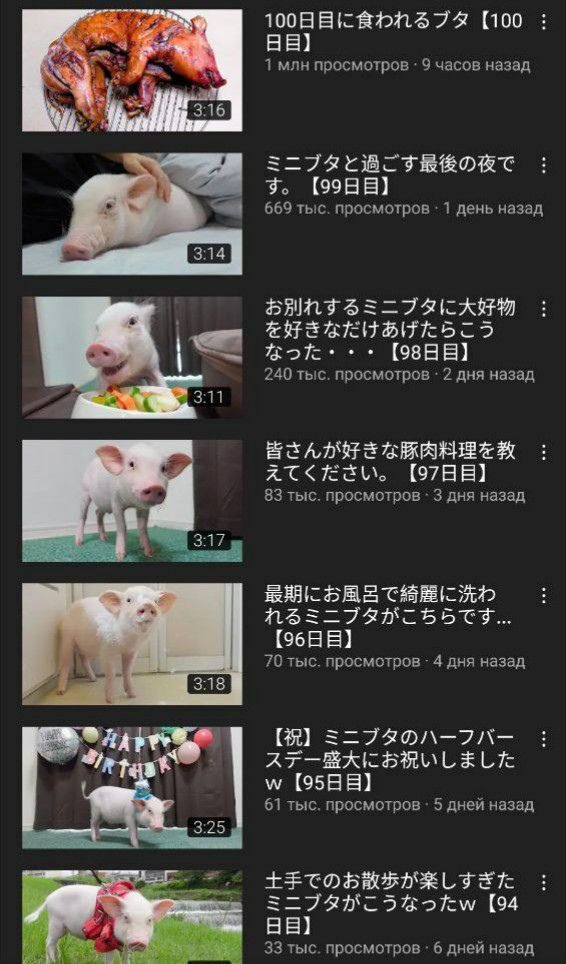 100日目に食われるブタ【100
日目】
1 млн просмотров · 9 часов назад
3:16
ミニブタと過ごす最後の夜で
す。【99日目】
669 тыс. просмотров · 1 день назад
3:14
お別れするミニブタに大好物
を好きなだけあげたらこう
なった・・・【98日目】
240 тыс. просмотров · 2 дня назад
3:11
皆さんが好きな豚肉料理を教
えてください。【97日目】
83 тыс. просмотров · 3 дня назад
3:17
最期にお風呂で綺麗に洗わ
れるミニブタがこちらです...
【96日目】
70 тыс. просмотров · 4 дня назад
3:18
【祝】ミニブタのハーフバー
スデー盛大にお祝いしました
w【95日目】
61 тыс. просмотров · 5 дней назад
HAPPY
BIRTHDAY
3:25
土手でのお散歩が楽しすぎた
ミニブタがこうなったw【94
日目】
33 тыс. просмотров · 6 дней назад